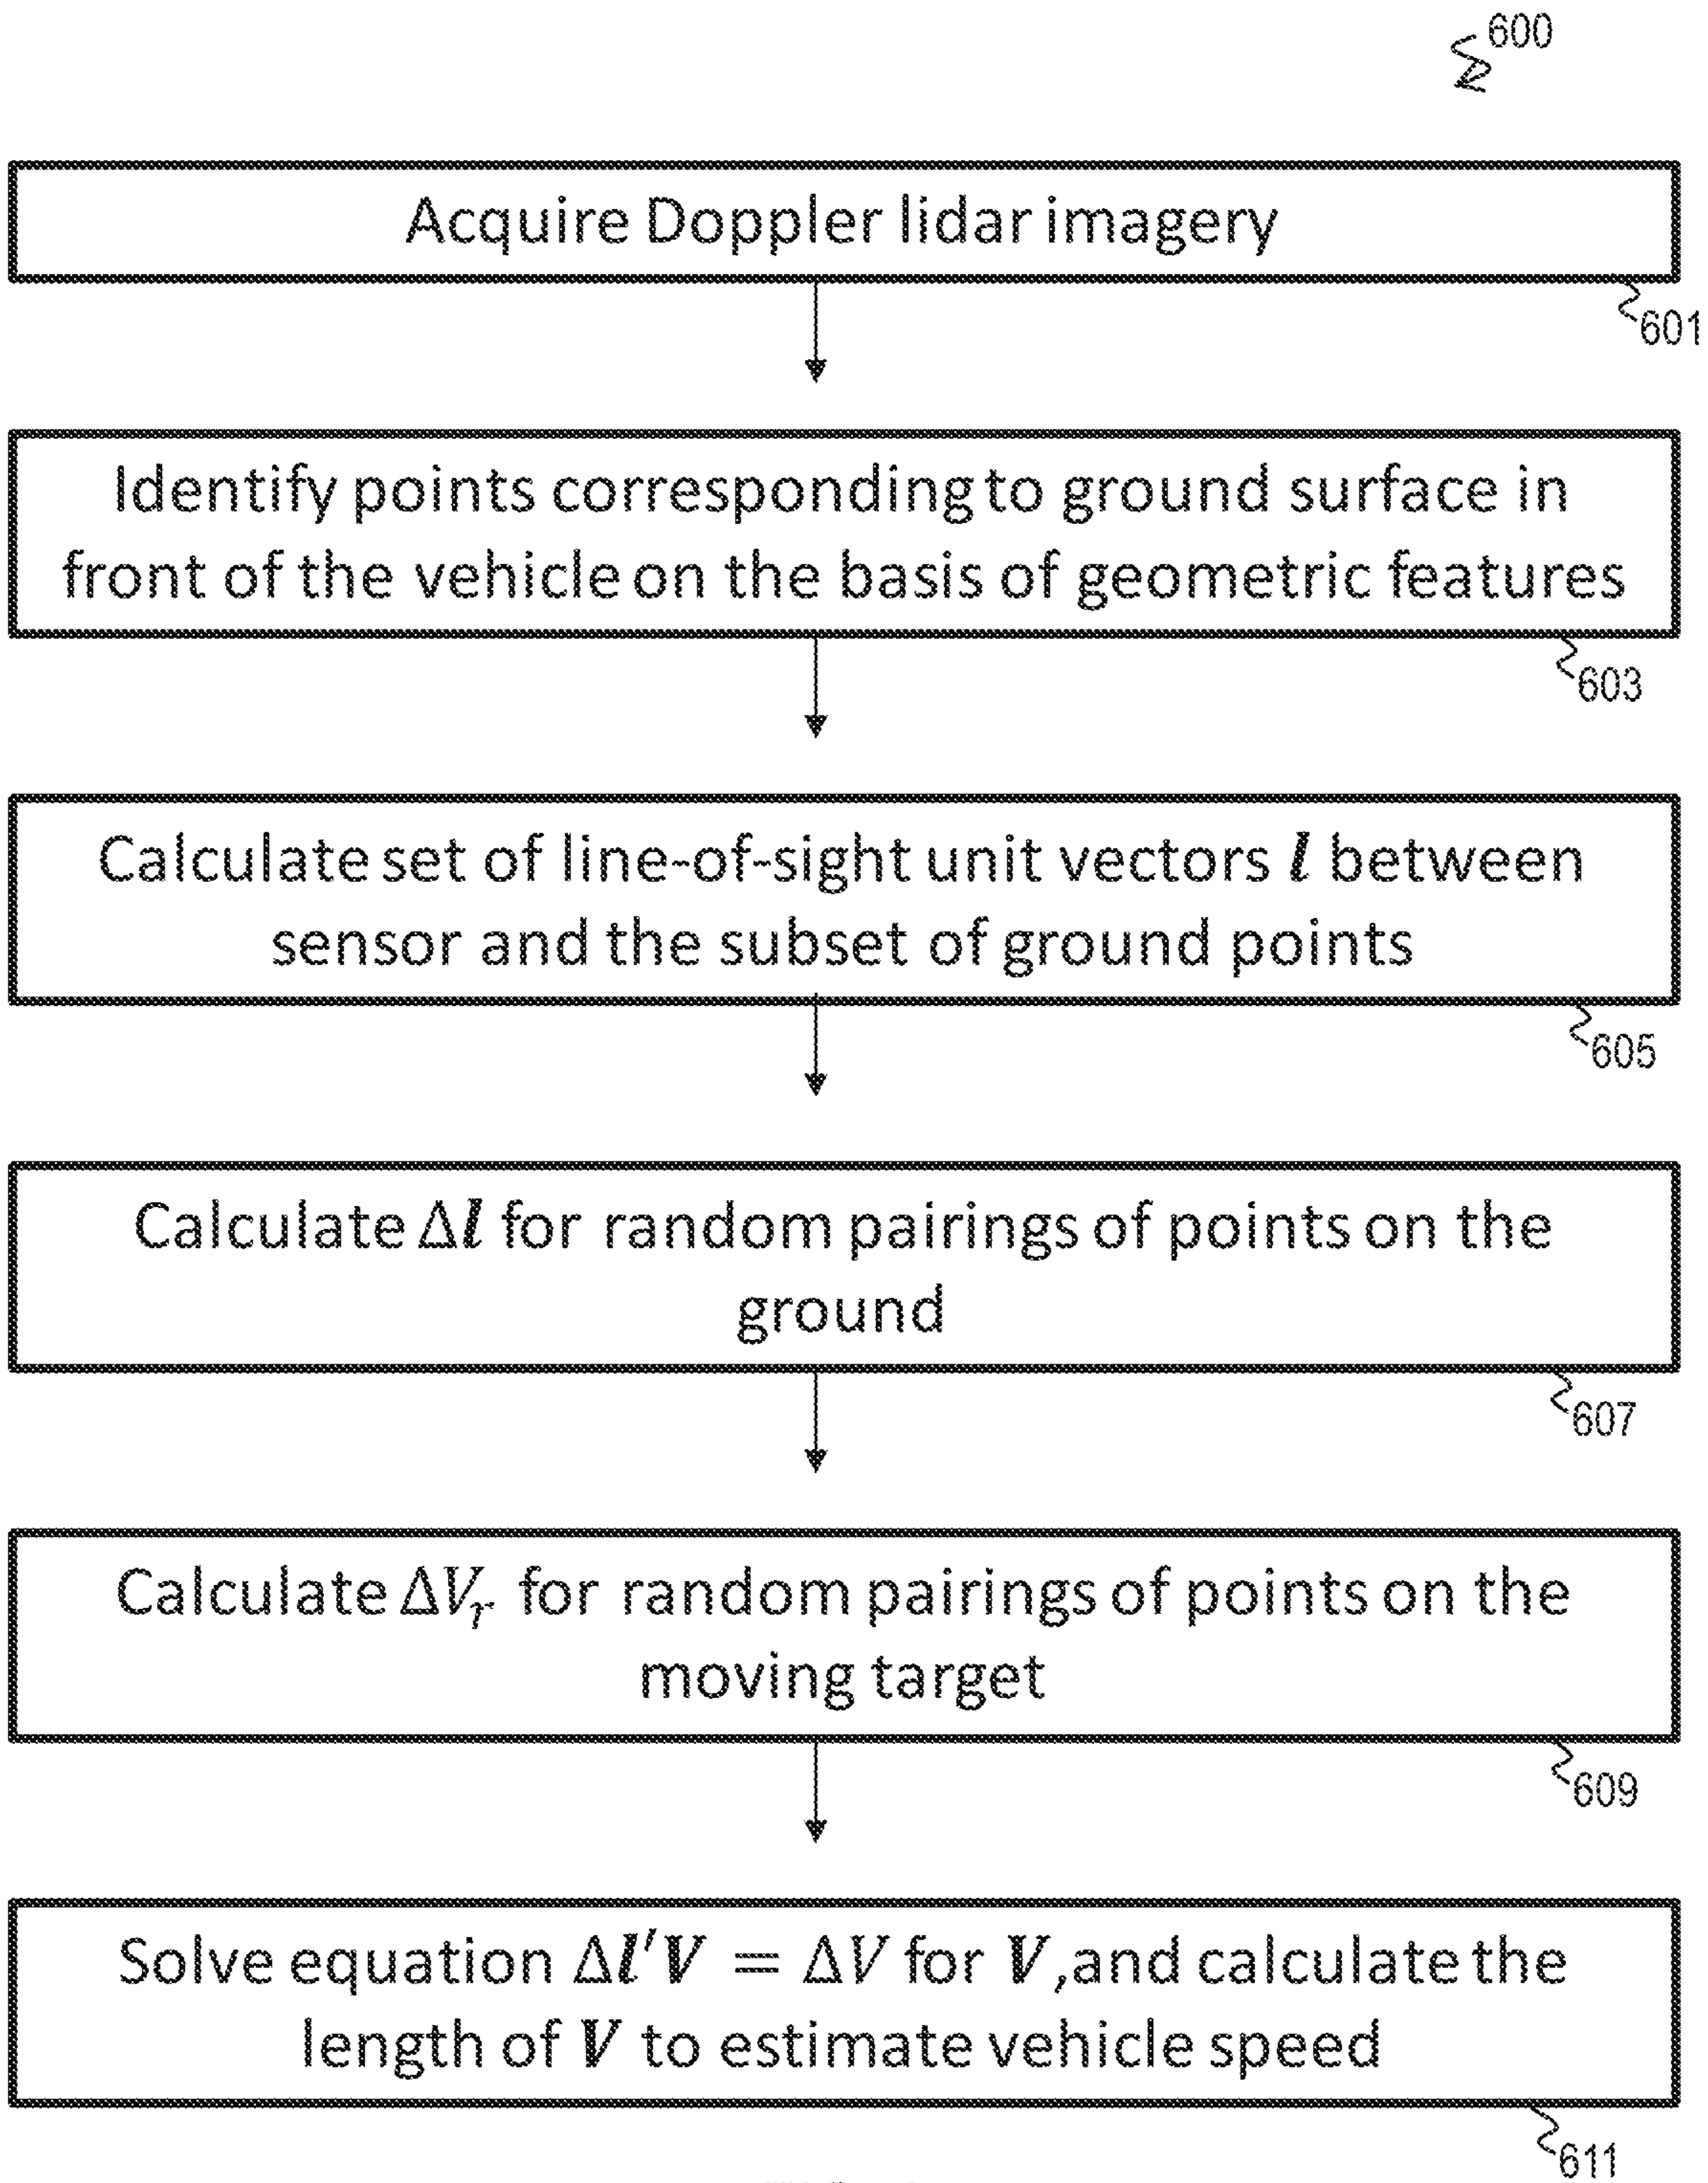 600
Acquire Doppler lidar imagery
601
Identify points corresponding to ground surface in
front of the vehicle on the basis of geometric features
603
Calculate set of line-of-sight unit vectors l between
sensor and the subset of ground points
605
Calculate Δl for random pairings of points on the
ground
607
Calculate ΔVr for random pairings of points on the
moving target
609
Solve equation Δl′V = ΔV for V,and calculate the
length of V to estimate vehicle speed
611